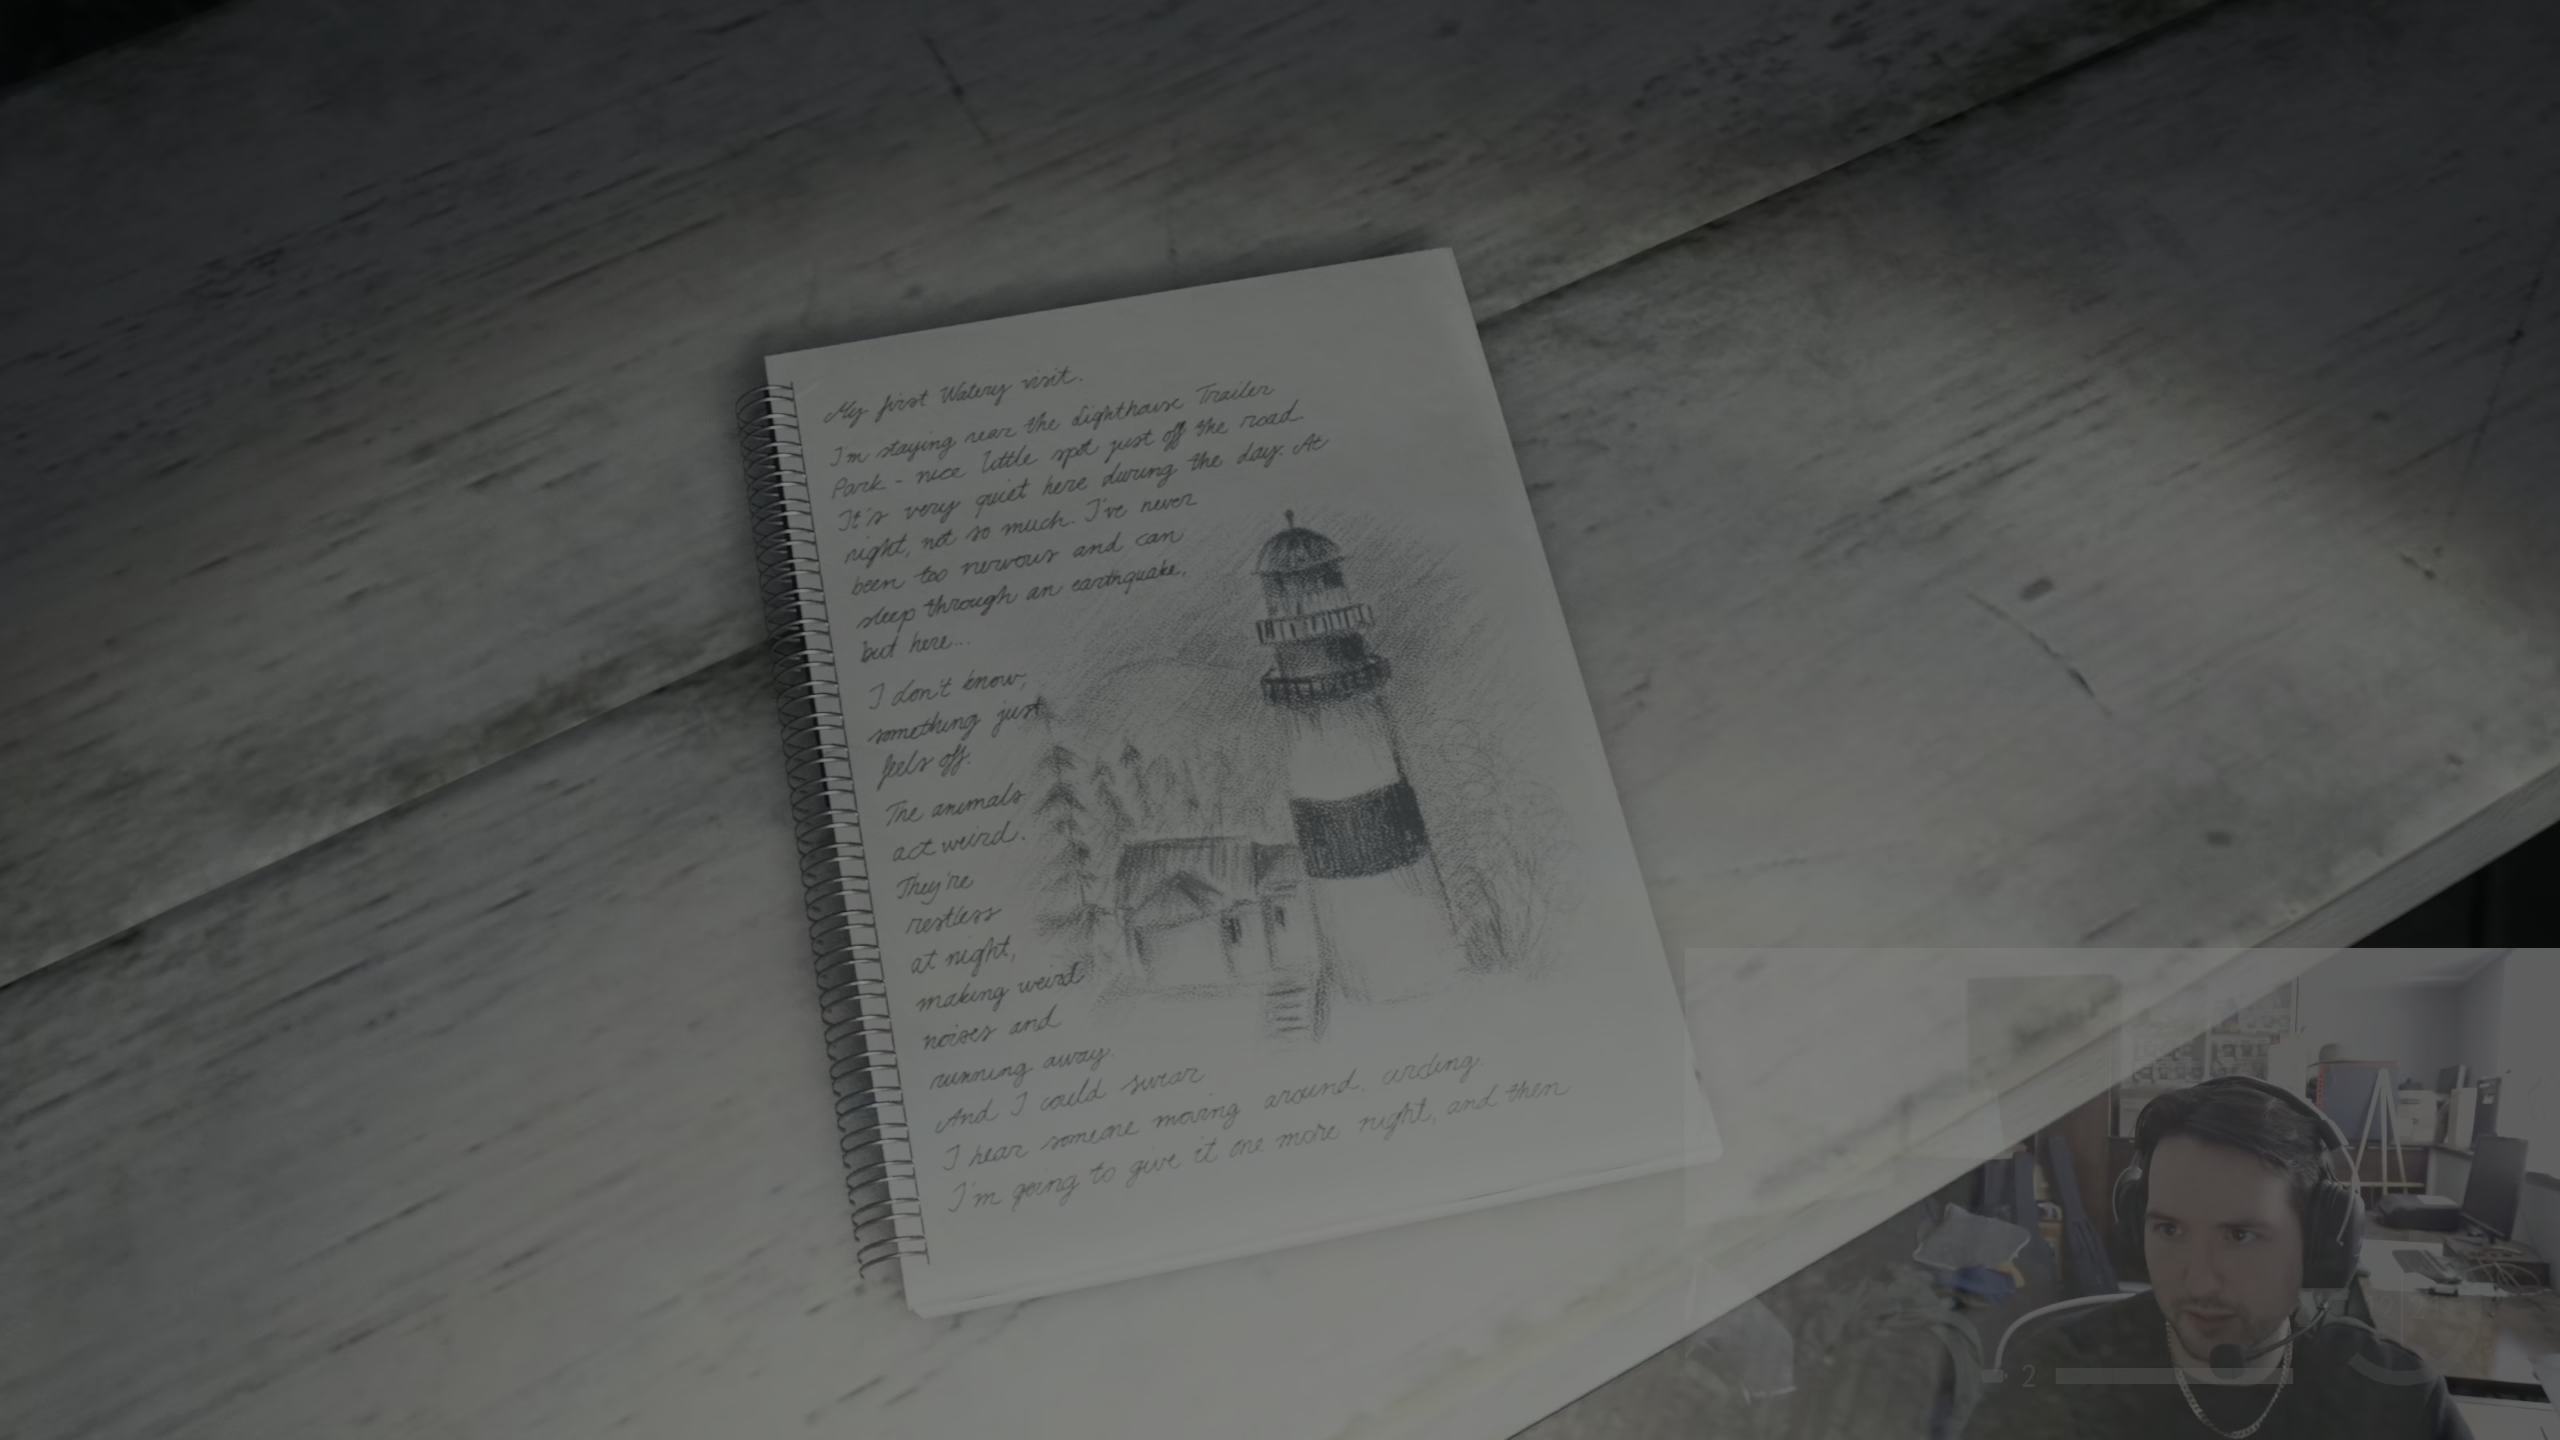 My first Watery visit.
I'm staying near the Lighthouse Trailer
Park - nice little spot just off the road.
It's very quiet here during the day. At
night, not so much. I've never
been too nervous and can
sleep through an earthquake,
but here...
I don't know,
something just
feels off.
The animals
act weird.
They're
restless
at night,
making weird
noises and
running away.
And I could swear
I hear someone moving around, circling.
I'm going to give it one more night, and then
2